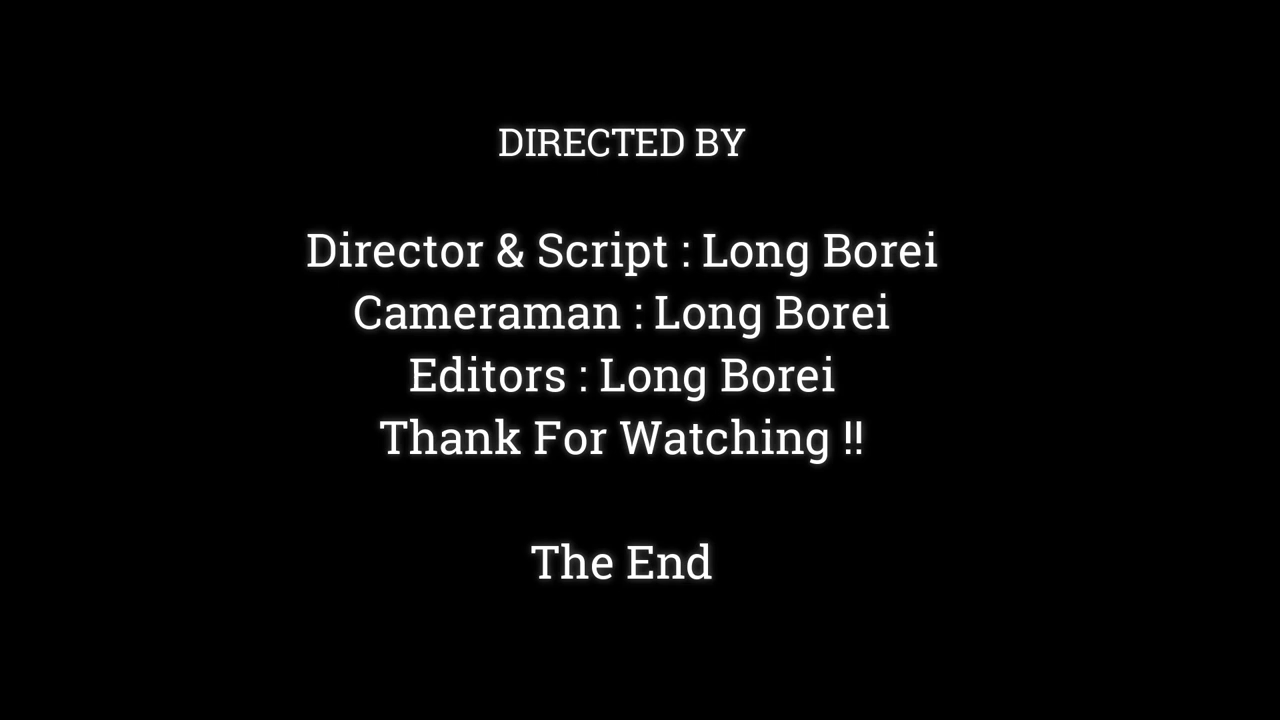 DIRECTED BY
Director & Script : Long Borei
Cameraman : Long Borei
Editors : Long Borei
Thank For Watching !!
The End